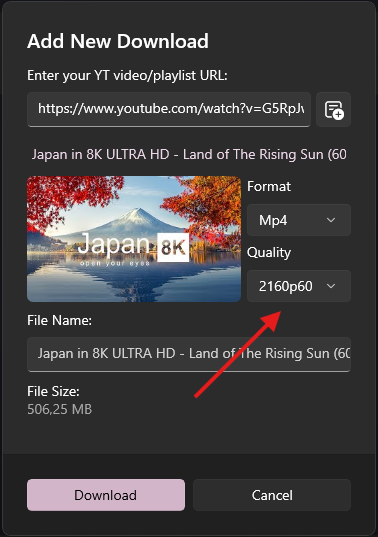 Add New Download
Enter your YT video/playlist URL:
https://www.youtube.com/watch?v=G5RpJv
Japan in 8K ULTRA HD - Land of The Rising Sun (60
Format
Mp4
Japan 8K
open your eyes
Quality
2160p60
File Name:
Japan in 8K ULTRA HD - Land of The Rising Sun (60
File Size:
506,25 MB
Download
Cancel